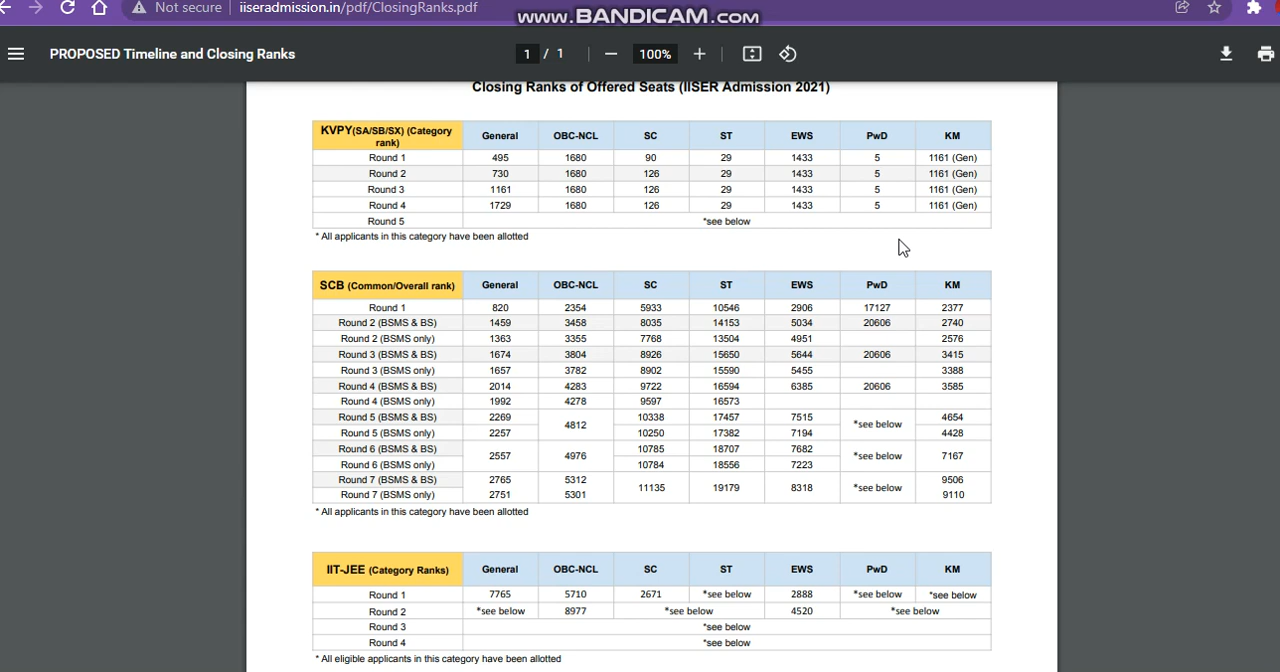 Not secure | iiseradmission.in/pdf/ClosingRanks.pdf
www.BANDICAM.com
PROPOSED Timeline and Closing Ranks 1 / 1 100%
Closing Ranks of Offered Seats (IISER Admission 2021)
KVPY(SA/SB/SX) (Category rank) General OBC-NCL SC ST EWS PwD KM
Round 1 495 1680 90 29 1433 5 1161 (Gen)
Round 2 730 1680 126 29 1433 5 1161 (Gen)
Round 3 1161 1680 126 29 1433 5 1161 (Gen)
Round 4 1729 1680 126 29 1433 5 1161 (Gen)
Round 5 *see below
* All applicants in this category have been allotted
SCB (Common/Overall rank) General OBC-NCL SC ST EWS PwD KM
Round 1 820 2354 5933 10546 2906 17127 2377
Round 2 (BSMS & BS) 1459 3458 8035 14153 5034 20606 2740
Round 2 (BSMS only) 1363 3355 7768 13504 4951 2576
Round 3 (BSMS & BS) 1674 3804 8926 15650 5644 20606 3415
Round 3 (BSMS only) 1657 3782 8902 15590 5455 3388
Round 4 (BSMS & BS) 2014 4283 9722 16594 6385 20606 3585
Round 4 (BSMS only) 1992 4278 9597 16573
Round 5 (BSMS & BS) 2269 4812 10338 17457 7515 *see below 4654
Round 5 (BSMS only) 2257 10250 17382 7194 4428
Round 6 (BSMS & BS) 2557 4976 10785 18707 7682 *see below 7167
Round 6 (BSMS only) 10784 18556 7223
Round 7 (BSMS & BS) 2765 5312 11135 19179 8318 *see below 9506
Round 7 (BSMS only) 2751 5301 9110
* All applicants in this category have been allotted
IIT-JEE (Category Ranks) General OBC-NCL SC ST EWS PwD KM
Round 1 7765 5710 2671 *see below 2888 *see below *see below
Round 2 *see below 8977 *see below 4520 *see below
Round 3 *see below
Round 4 *see below
* All eligible applicants in this category have been allotted